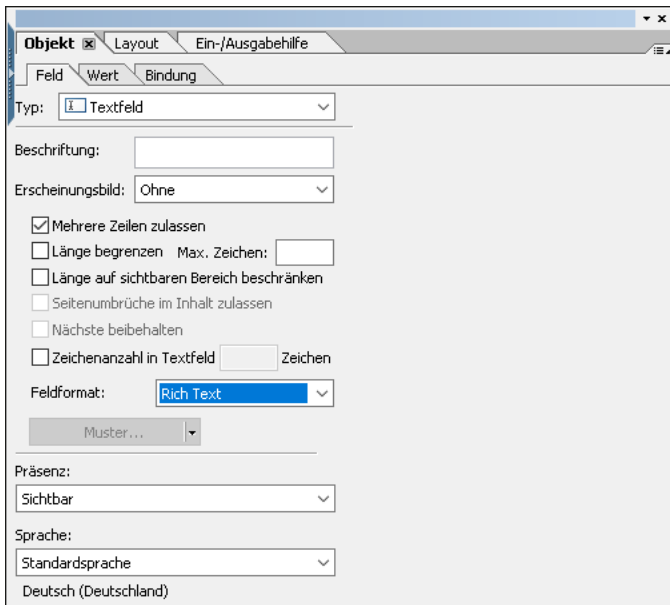 Objekt Layout Ein-/Ausgabehilfe
Feld Wert Bindung
Typ: Textfeld
Beschriftung:
Erscheinungsbild: Ohne
Mehrere Zeilen zulassen
Länge begrenzen Max. Zeichen:
Länge auf sichtbaren Bereich beschränken
Seitenumbrüche im Inhalt zulassen
Nächste beibehalten
Zeichenanzahl in Textfeld Zeichen
Feldformat: Rich Text
Muster...
Präsenz:
Sichtbar
Sprache:
Standardsprache
Deutsch (Deutschland)